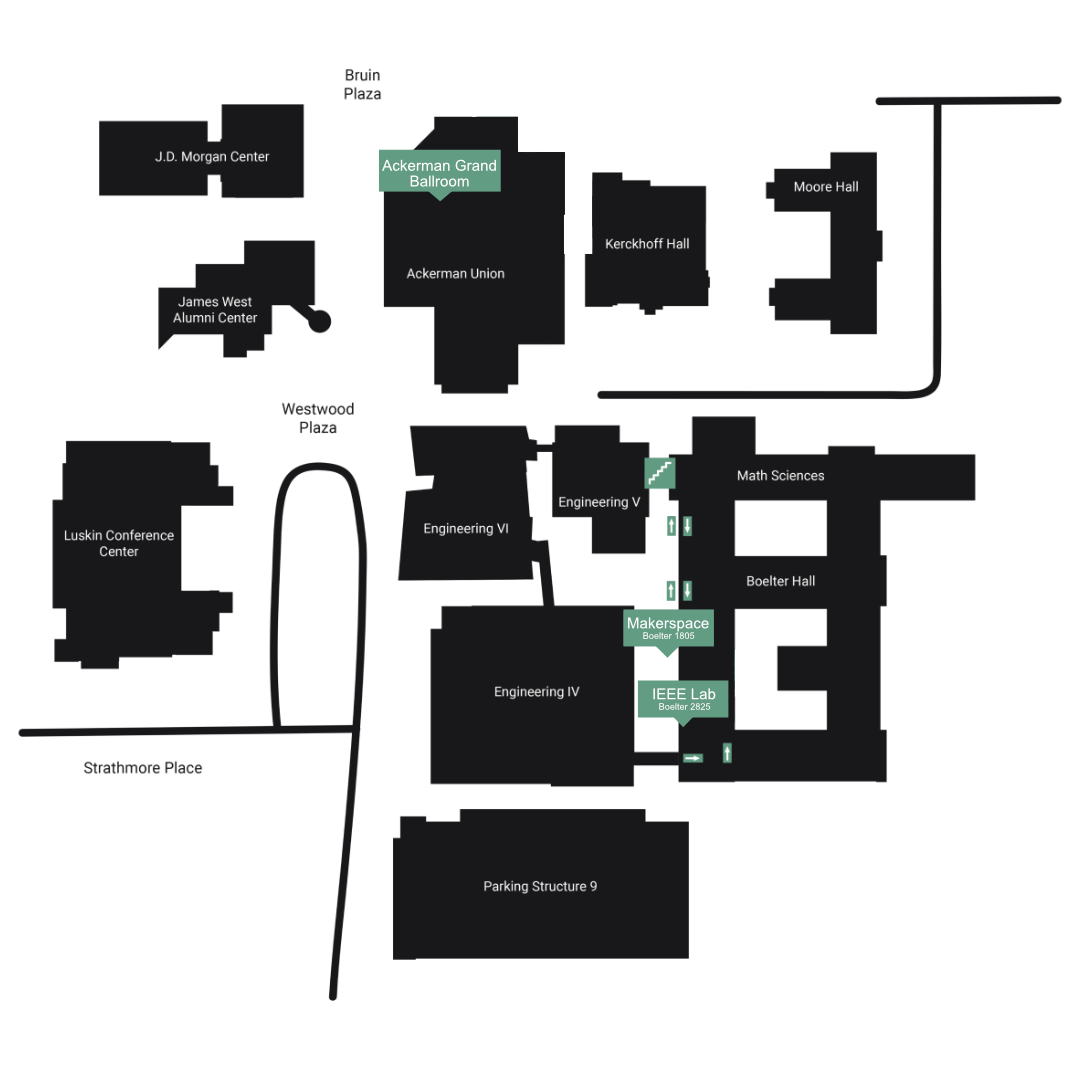 Bruin
Plaza
J.D. Morgan Center
Ackerman Grand
Ballroom
Moore Hall
Kerckhoff Hall
Ackerman Union
James West
Alumni Center
Westwood
Plaza
Math Sciences
Engineering V
Engineering VI
Luskin Conference
Center
Boelter Hall
Makerspace
Boelter 1805
Engineering IV
IEEE Lab
Boelter 2825
Strathmore Place
Parking Structure 9